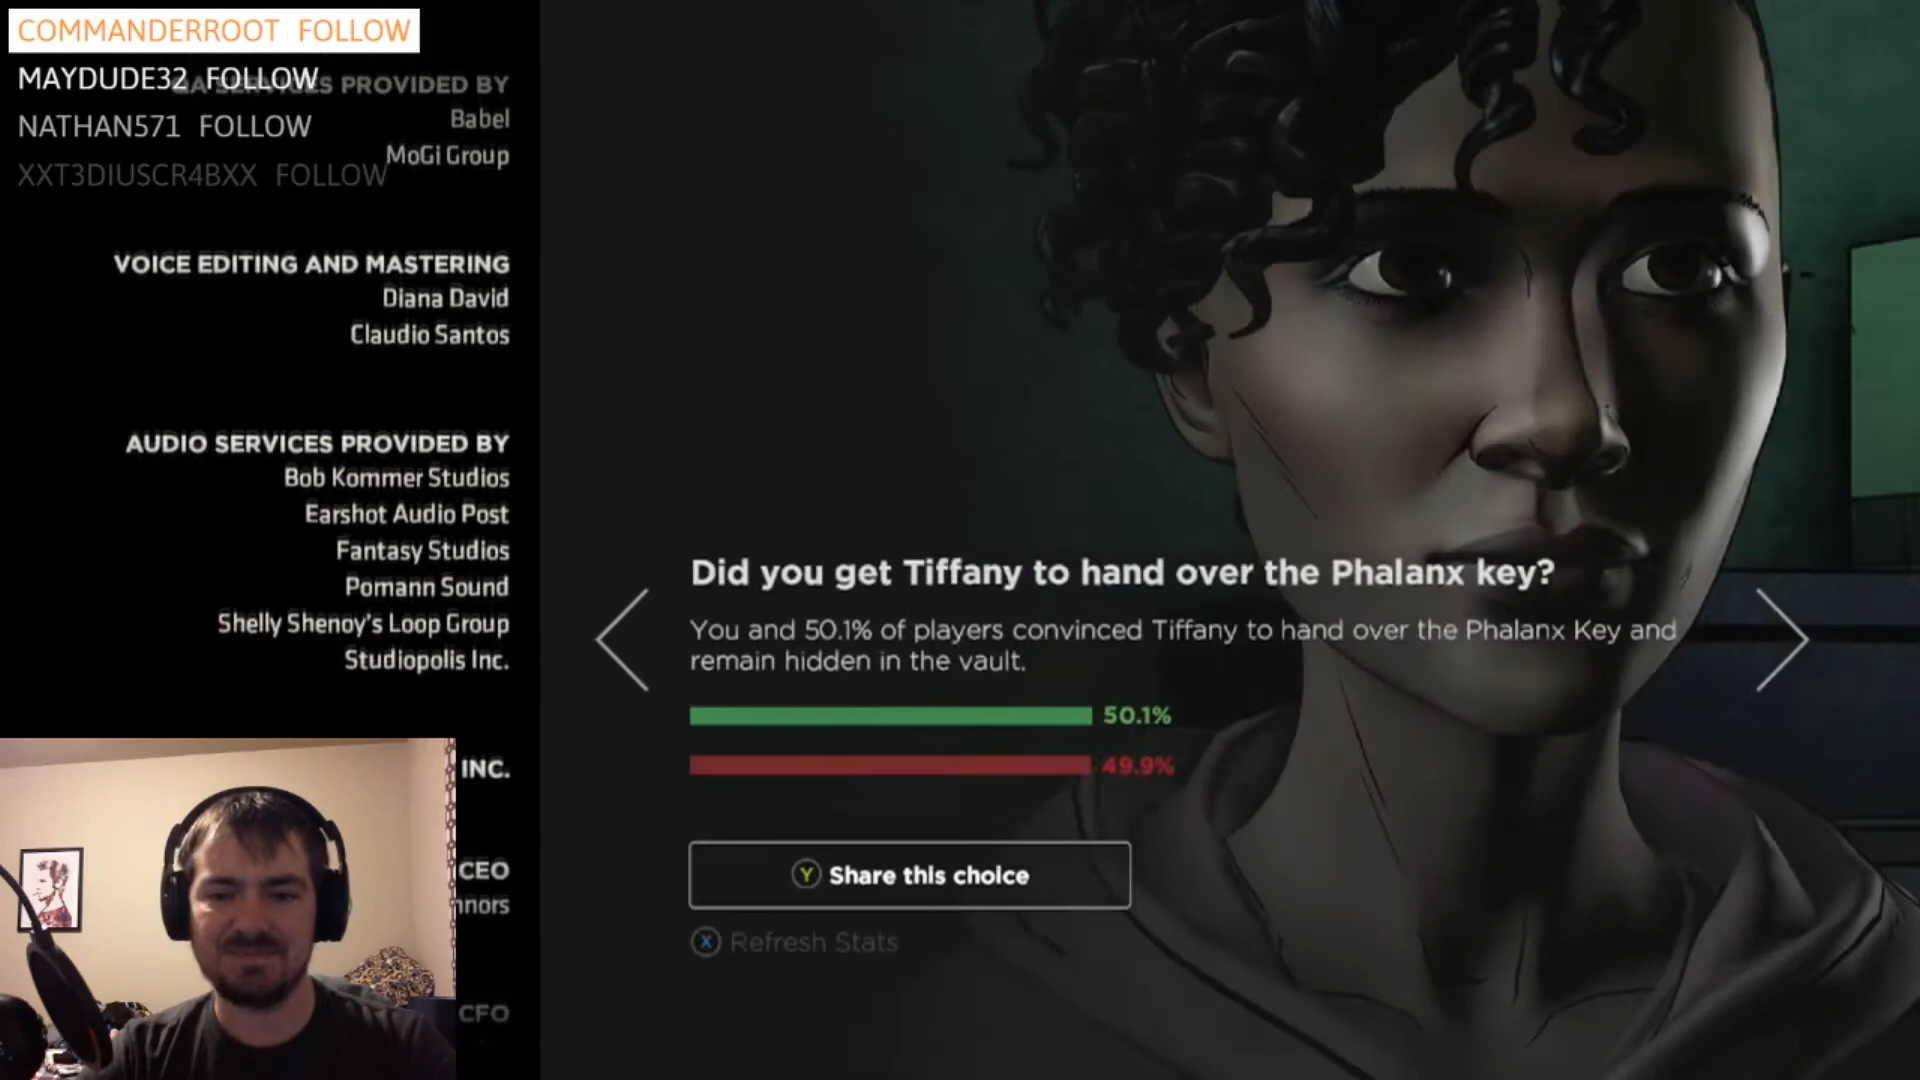 COMMANDERROOT FOLLOW
MAYDUDE32 FOLLOW
QA SERVICES PROVIDED BY
Babel
NATHAN571 FOLLOW
MoGi Group
XXT3DIUSCR4BXX FOLLOW
VOICE EDITING AND MASTERING
Diana David
Claudio Santos
AUDIO SERVICES PROVIDED BY
Bob Kommer Studios
Earshot Audio Post
Fantasy Studios
Pomann Sound
Shelly Shenoy's Loop Group
Studiopolis Inc.
INC.
CEO
nnors
CFO
Did you get Tiffany to hand over the Phalanx key?
You and 50.1% of players convinced Tiffany to hand over the Phalanx Key and
remain hidden in the vault.
50.1%
49.9%
Y Share this choice
X Refresh Stats